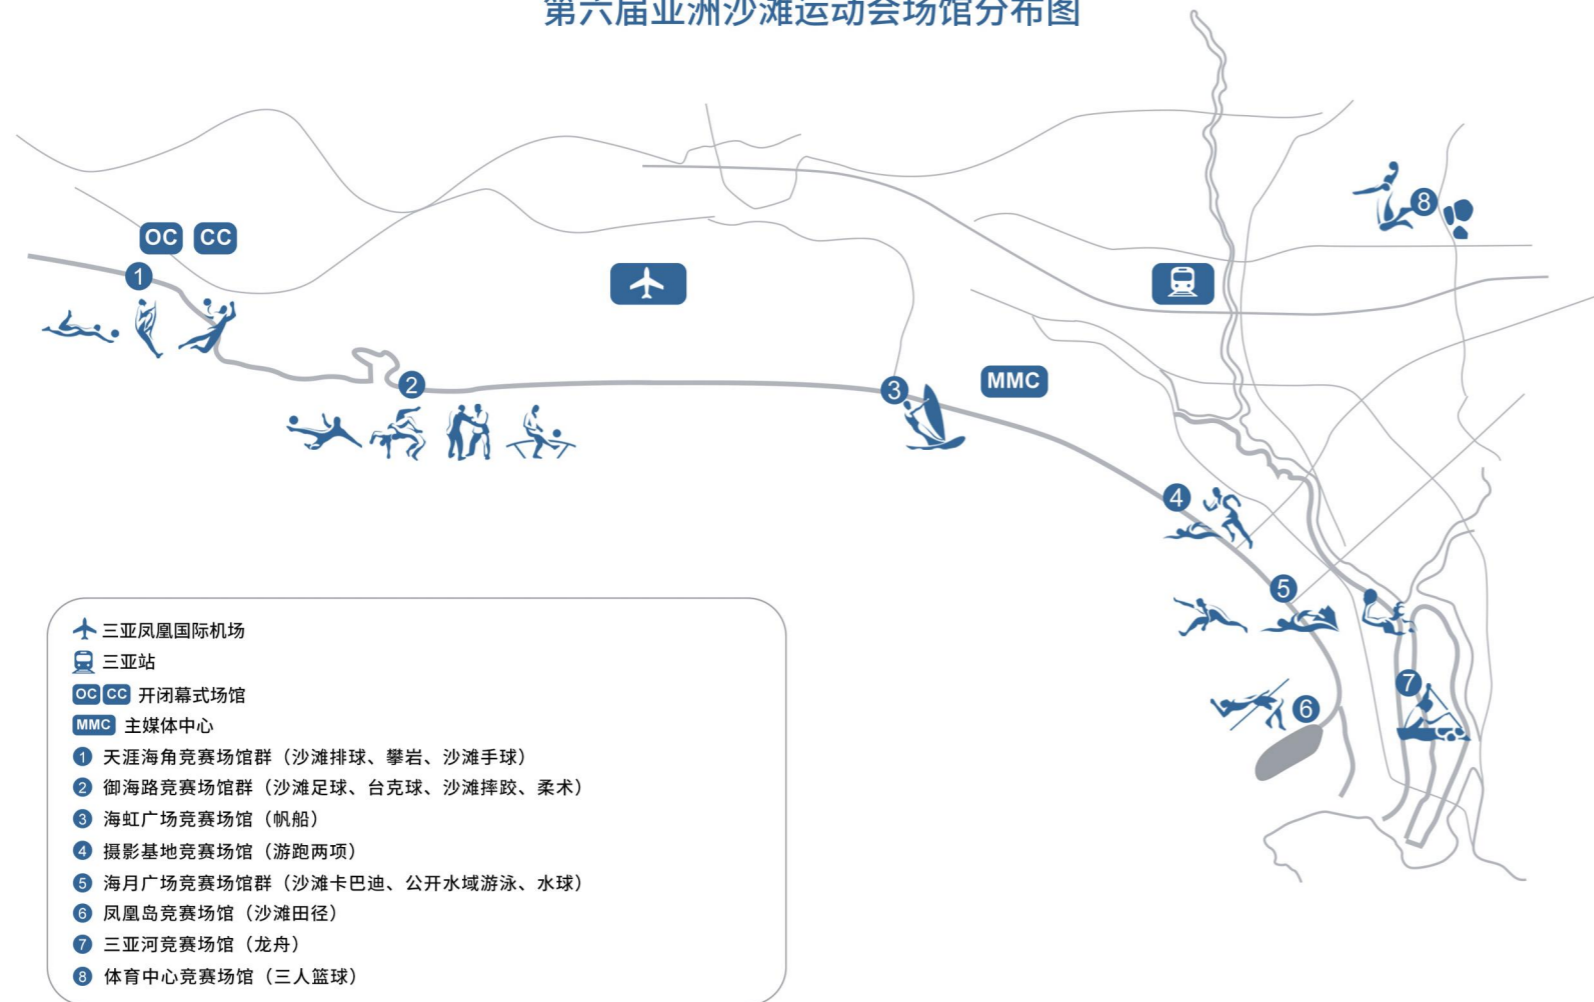 第六届亚洲沙滩运动会场馆分布图
OC CC
1
8
2
3
MMC
4
5
7
6
三亚凤凰国际机场
三亚站
OC CC 开闭幕式场馆
MMC 主媒体中心
1 天涯海角竞赛场馆群（沙滩排球、攀岩、沙滩手球）
2 御海路竞赛场馆群（沙滩足球、台克球、沙滩摔跤、柔术）
3 海虹广场竞赛场馆（帆船）
4 摄影基地竞赛场馆（游跑两项）
5 海月广场竞赛场馆群（沙滩卡巴迪、公开水域游泳、水球）
6 凤凰岛竞赛场馆（沙滩田径）
7 三亚河竞赛场馆（龙舟）
8 体育中心竞赛场馆（三人篮球）